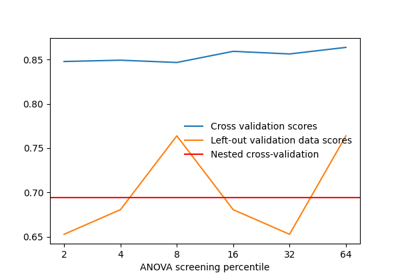 0.85
0.80
0.75
0.70
0.65
Cross validation scores
Left-out validation data scores
Nested cross-validation
2 4 8 16 32 64
ANOVA screening percentile